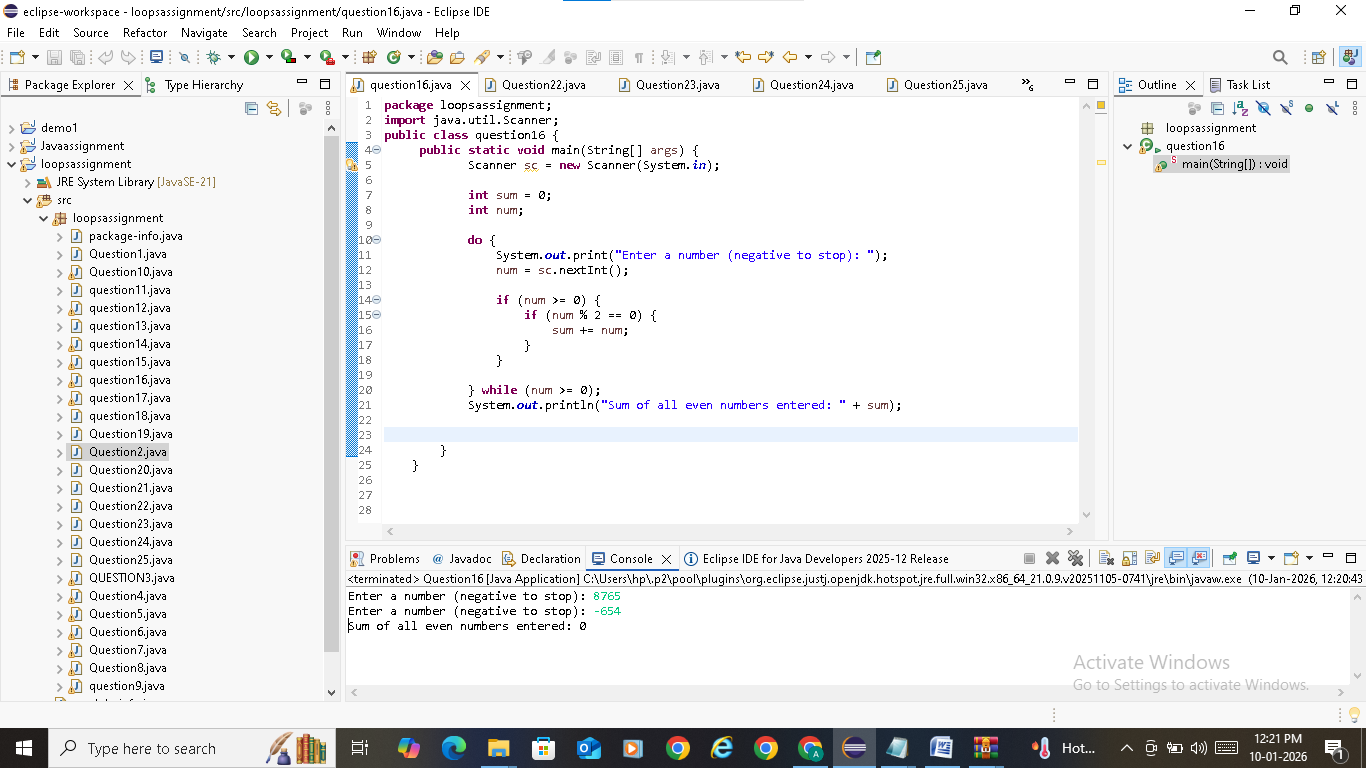 eclipse-workspace - loopsassignment/src/loopsassignment/question16.java - Eclipse IDE
File Edit Source Refactor Navigate Search Project Run Window Help
Package Explorer Type Hierarchy
demo1
Javaassignment
loopsassignment
JRE System Library [JavaSE-21]
src
loopsassignment
package-info.java
Question1.java
Question10.java
question11.java
question12.java
question13.java
question14.java
question15.java
question16.java
question17.java
question18.java
Question19.java
Question2.java
Question20.java
Question21.java
Question22.java
Question23.java
Question24.java
Question25.java
QUESTION3.java
Question4.java
Question5.java
Question6.java
Question7.java
Question8.java
question9.java
question16.java Question22.java Question23.java Question24.java Question25.java 6
1 package loopsassignment;
2 import java.util.Scanner;
3 public class question16 {
4 public static void main(String[] args) {
5 Scanner sc = new Scanner(System.in);
6
7 int sum = 0;
8 int num;
9
10 do {
11 System.out.print("Enter a number (negative to stop): ");
12 num = sc.nextInt();
13
14 if (num >= 0) {
15 if (num % 2 == 0) {
16 sum += num;
17 }
18 }
19
20 } while (num >= 0);
21 System.out.println("Sum of all even numbers entered: " + sum);
22
23
24 }
25 }
26
27
28
Outline Task List
loopsassignment
question16
main(String[]) : void
Problems @ Javadoc Declaration Console Eclipse IDE for Java Developers 2025-12 Release
<terminated> Question16 [Java Application] C:\Users\hp\.p2\pool\plugins\org.eclipse.justj.openjdk.hotspot.jre.full.win32.x86_64_21.0.9.v20251105-0741\jre\bin\javaw.exe (10-Jan-2026, 12:20:43
Enter a number (negative to stop): 8765
Enter a number (negative to stop): -654
Sum of all even numbers entered: 0
Activate Windows
Go to Settings to activate Windows.
Type here to search
Hot...
12:21 PM
10-01-2026
1